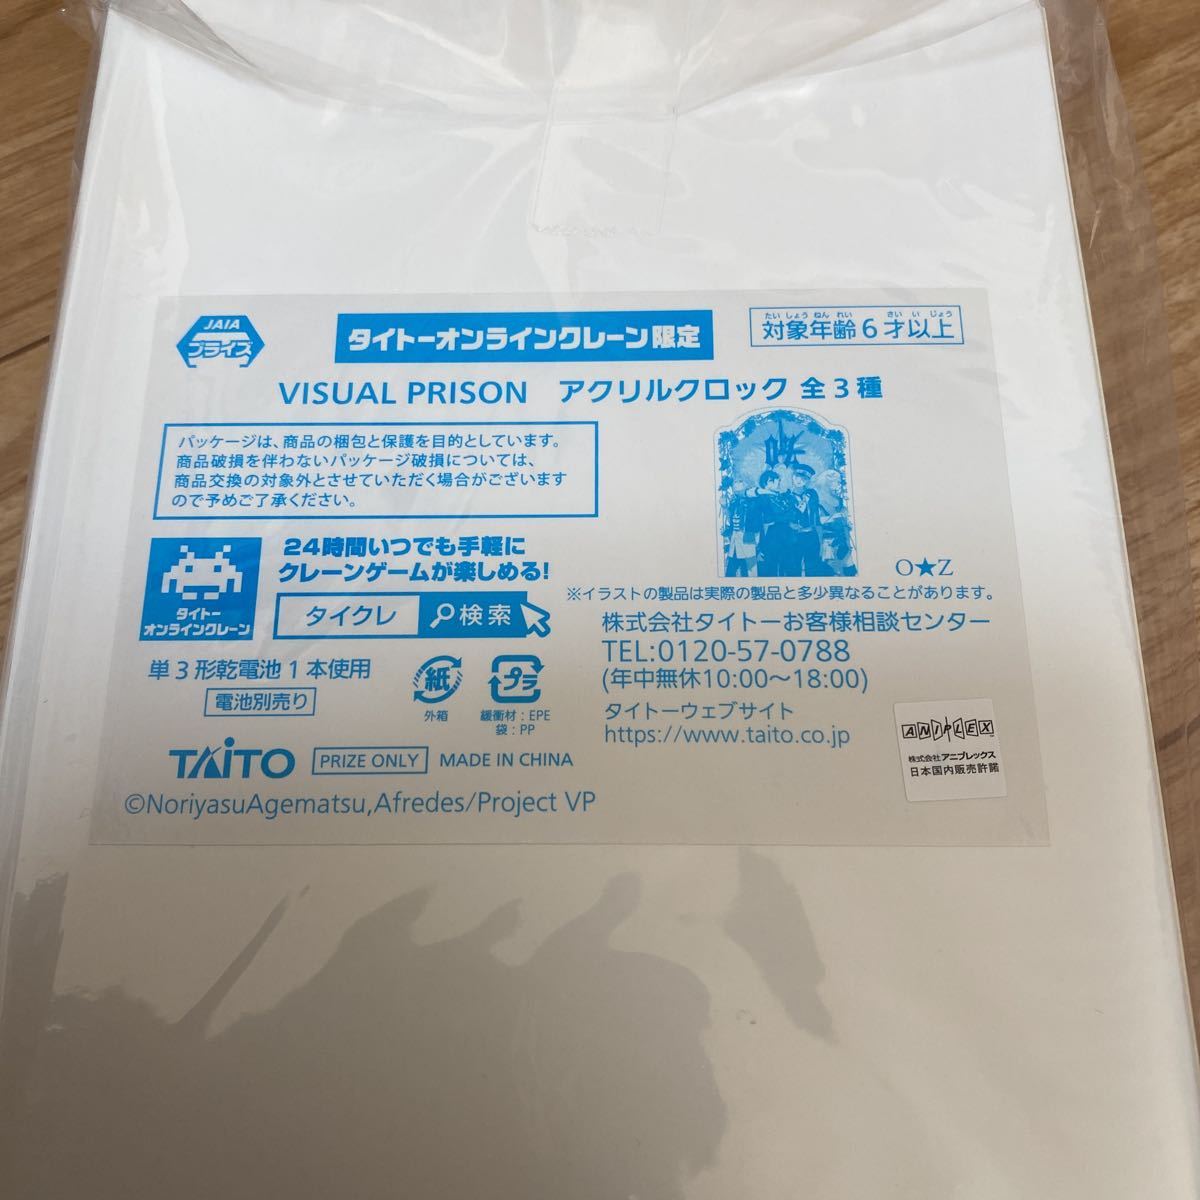 JAIA
プライズ
タイトーオンラインクレーン限定
たいしょうねんれい さいいじょう
対象年齢6才以上
VISUAL PRISON アクリルクロック 全3種
パッケージは、商品の梱包と保護を目的としています。
商品破損を伴わないパッケージ破損については、
商品交換の対象外とさせていただく場合がございます
ので予めご了承ください。
O★Z
※イラストの製品は実際の製品と多少異なることがあります。
タイトー
オンラインクレーン
24時間いつでも手軽に
クレーンゲームが楽しめる!
タイクレ 検索
株式会社タイトーお客様相談センター
TEL:0120-57-0788
(年中無休10:00〜18:00)
タイトーウェブサイト
https://www.taito.co.jp
単3形乾電池1本使用
電池別売り
紙
外箱
プラ
緩衝材:EPE
袋:PP
TAITO PRIZE ONLY MADE IN CHINA
©NoriyasuAgematsu,Afredes/Project VP
ANIPLEX
株式会社アニプレックス
日本国内販売許諾